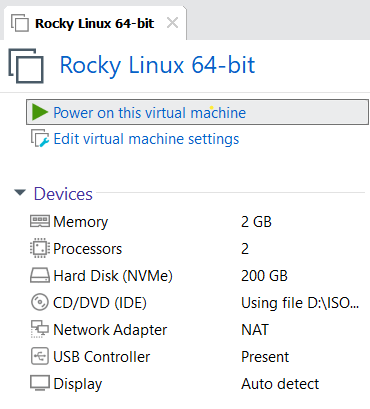 Rocky Linux 64-bit
Rocky Linux 64-bit
Power on this virtual machine
Edit virtual machine settings
Devices
Memory 2 GB
Processors 2
Hard Disk (NVMe) 200 GB
CD/DVD (IDE) Using file D:\ISO...
Network Adapter NAT
USB Controller Present
Display Auto detect